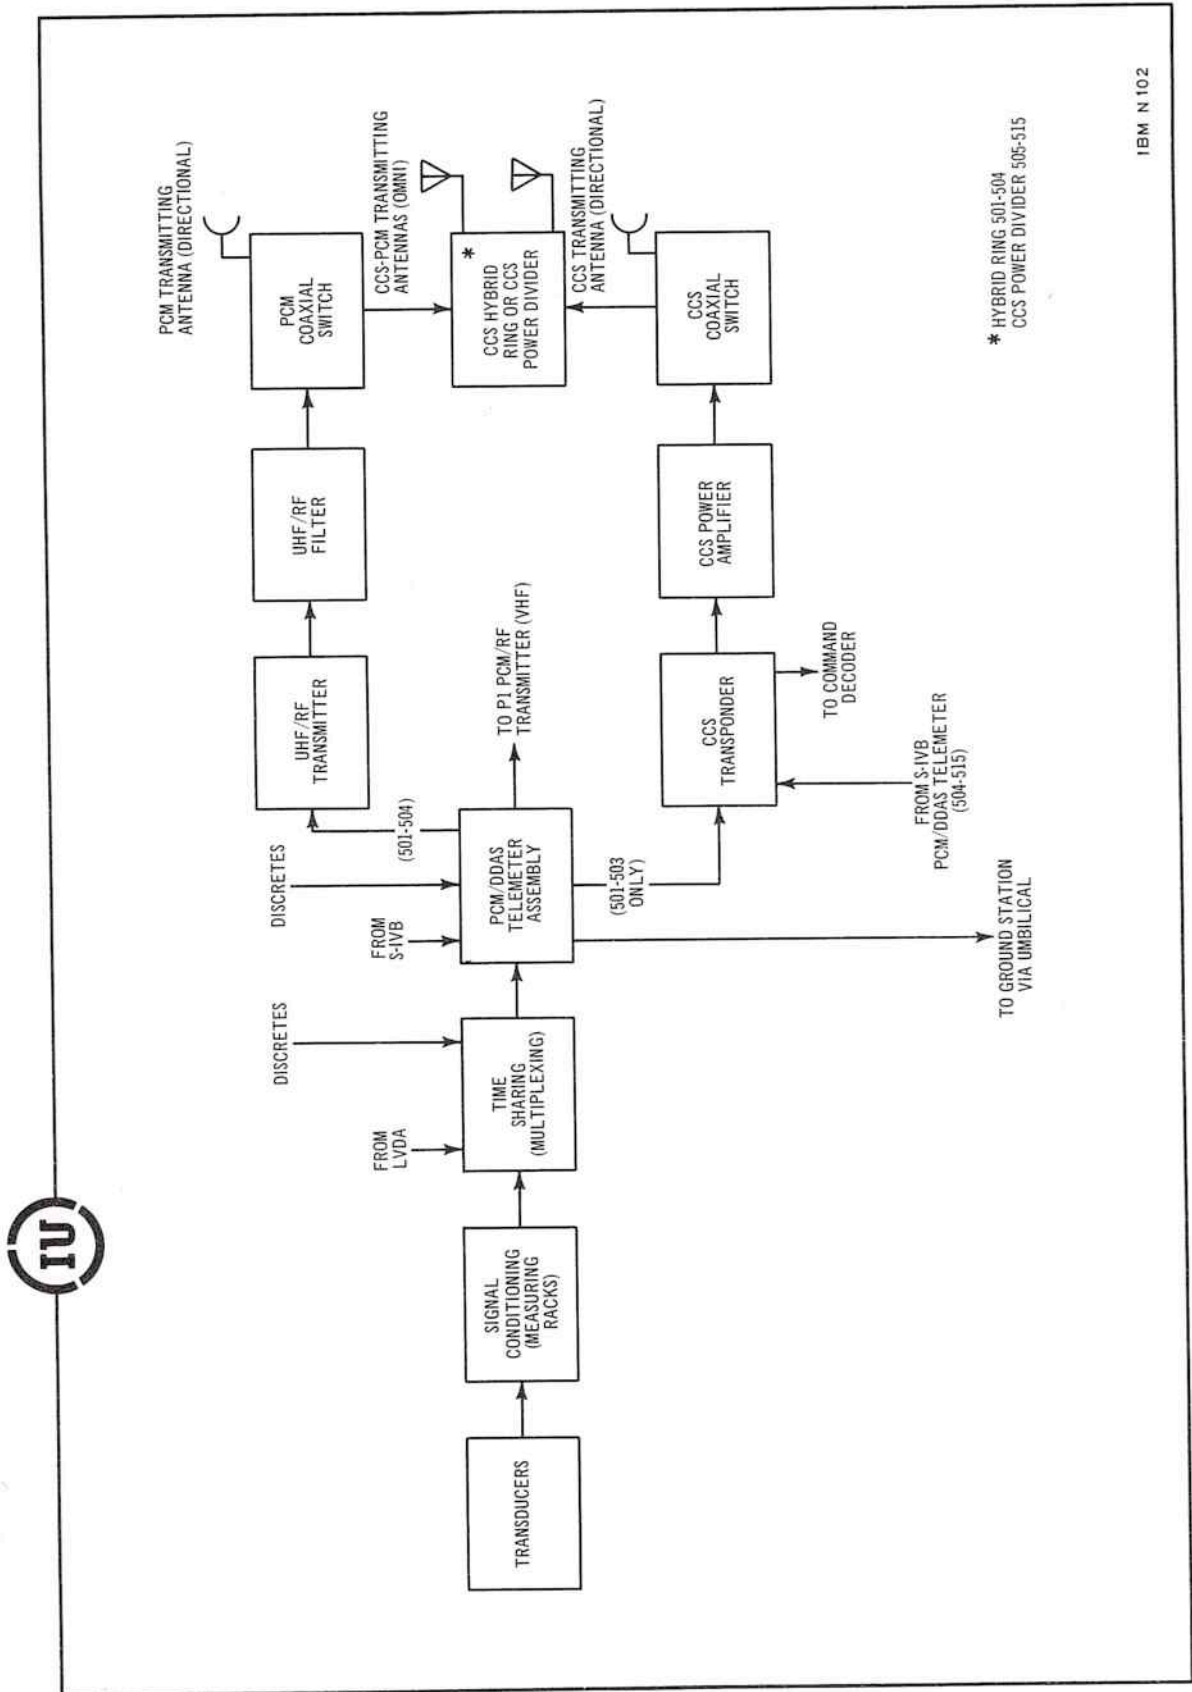 IU
TRANSDUCERS
SIGNAL
CONDITIONING
(MEASURING
RACKS)
FROM
LVDA
DISCRETES
TIME
SHARING
(MULTIPLEXING)
FROM
S-IVB
DISCRETES
PCM/DDAS
TELEMETER
ASSEMBLY
(501-504)
TO P1 PCM/RF
TRANSMITTER (VHF)
(501-503
ONLY)
TO GROUND STATION
VIA UMBILICAL
UHF/RF
TRANSMITTER
UHF/RF
FILTER
PCM
COAXIAL
SWITCH
PCM TRANSMITTING
ANTENNA (DIRECTIONAL)
CCS-PCM TRANSMITTING
ANTENNAS (OMNI)
*
CCS HYBRID
RING OR CCS
POWER DIVIDER
CCS TRANSMITTING
ANTENNA (DIRECTIONAL)
CCS
TRANSPONDER
TO COMMAND
DECODER
FROM S-IVB
PCM/DDAS TELEMETER
(504-515)
CCS POWER
AMPLIFIER
CCS
COAXIAL
SWITCH
* HYBRID RING 501-504
CCS POWER DIVIDER 505-515
IBM N 102